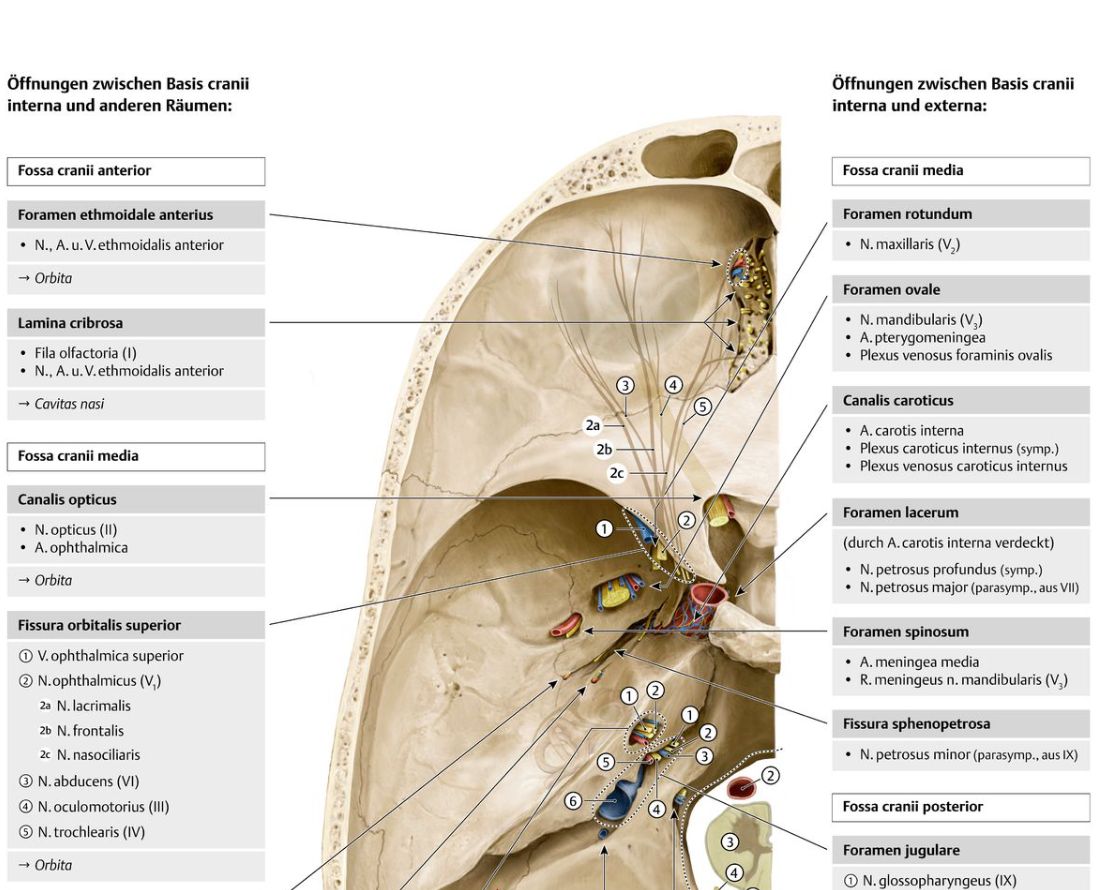 Öffnungen zwischen Basis cranii
interna und anderen Räumen:
Fossa cranii anterior
Foramen ethmoidale anterius
• N., A. u. V. ethmoidalis anterior
→ Orbita
Lamina cribrosa
• Fila olfactoria (I)
• N., A. u. V. ethmoidalis anterior
→ Cavitas nasi
Fossa cranii media
Canalis opticus
• N. opticus (II)
• A. ophthalmica
→ Orbita
Fissura orbitalis superior
① V. ophthalmica superior
② N. ophthalmicus (V₁)
2a N. lacrimalis
2b N. frontalis
2c N. nasociliaris
③ N. abducens (VI)
④ N. oculomotorius (III)
⑤ N. trochlearis (IV)
→ Orbita
③
④
⑤
2a
2b
2c
①
②
①
②
①
②
③
⑤
④
⑥
②
③
④
Öffnungen zwischen Basis cranii
interna und externa:
Fossa cranii media
Foramen rotundum
• N. maxillaris (V₂)
Foramen ovale
• N. mandibularis (V₃)
• A. pterygomeningea
• Plexus venosus foraminis ovalis
Canalis caroticus
• A. carotis interna
• Plexus caroticus internus (symp.)
• Plexus venosus caroticus internus
Foramen lacerum
(durch A. carotis interna verdeckt)
• N. petrosus profundus (symp.)
• N. petrosus major (parasymp., aus VII)
Foramen spinosum
• A. meningea media
• R. meningeus n. mandibularis (V₃)
Fissura sphenopetrosa
• N. petrosus minor (parasymp., aus IX)
Fossa cranii posterior
Foramen jugulare
① N. glossopharyngeus (IX)